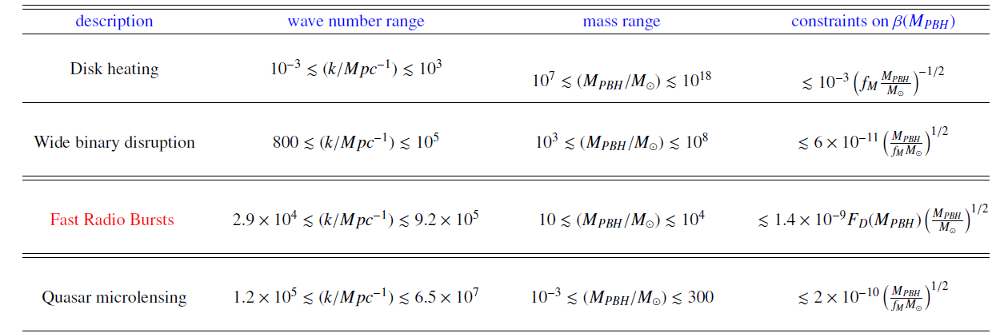 description wave number range mass range constraints on β(M_PBH)
Disk heating 10^−3 ≲ (k/Mpc^−1) ≲ 10^3 10^7 ≲ (M_PBH/M_⊙) ≲ 10^18 ≲ 10^−3 (f_M M_PBH/M_⊙)^−1/2
Wide binary disruption 800 ≲ (k/Mpc^−1) ≲ 10^5 10^3 ≲ (M_PBH/M_⊙) ≲ 10^8 ≲ 6 × 10^−11 (M_PBH/f_M M_⊙)^1/2
Fast Radio Bursts 2.9 × 10^4 ≲ (k/Mpc^−1) ≲ 9.2 × 10^5 10 ≲ (M_PBH/M_⊙) ≲ 10^4 ≲ 1.4 × 10^−9 F_D(M_PBH) (M_PBH/M_⊙)^1/2
Quasar microlensing 1.2 × 10^5 ≲ (k/Mpc^−1) ≲ 6.5 × 10^7 10^−3 ≲ (M_PBH/M_⊙) ≲ 300 ≲ 2 × 10^−10 (M_PBH/f_M M_⊙)^1/2